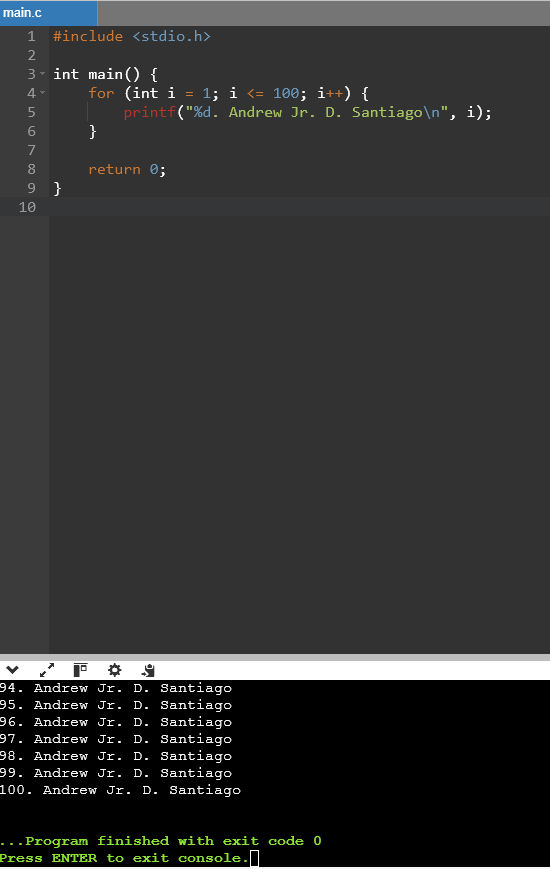 main.c
1 #include <stdio.h>
2
3 int main() {
4 for (int i = 1; i <= 100; i++) {
5 printf("%d. Andrew Jr. D. Santiago\n", i);
6 }
7
8 return 0;
9 }
10
94. Andrew Jr. D. Santiago
95. Andrew Jr. D. Santiago
96. Andrew Jr. D. Santiago
97. Andrew Jr. D. Santiago
98. Andrew Jr. D. Santiago
99. Andrew Jr. D. Santiago
100. Andrew Jr. D. Santiago
...Program finished with exit code 0
Press ENTER to exit console.